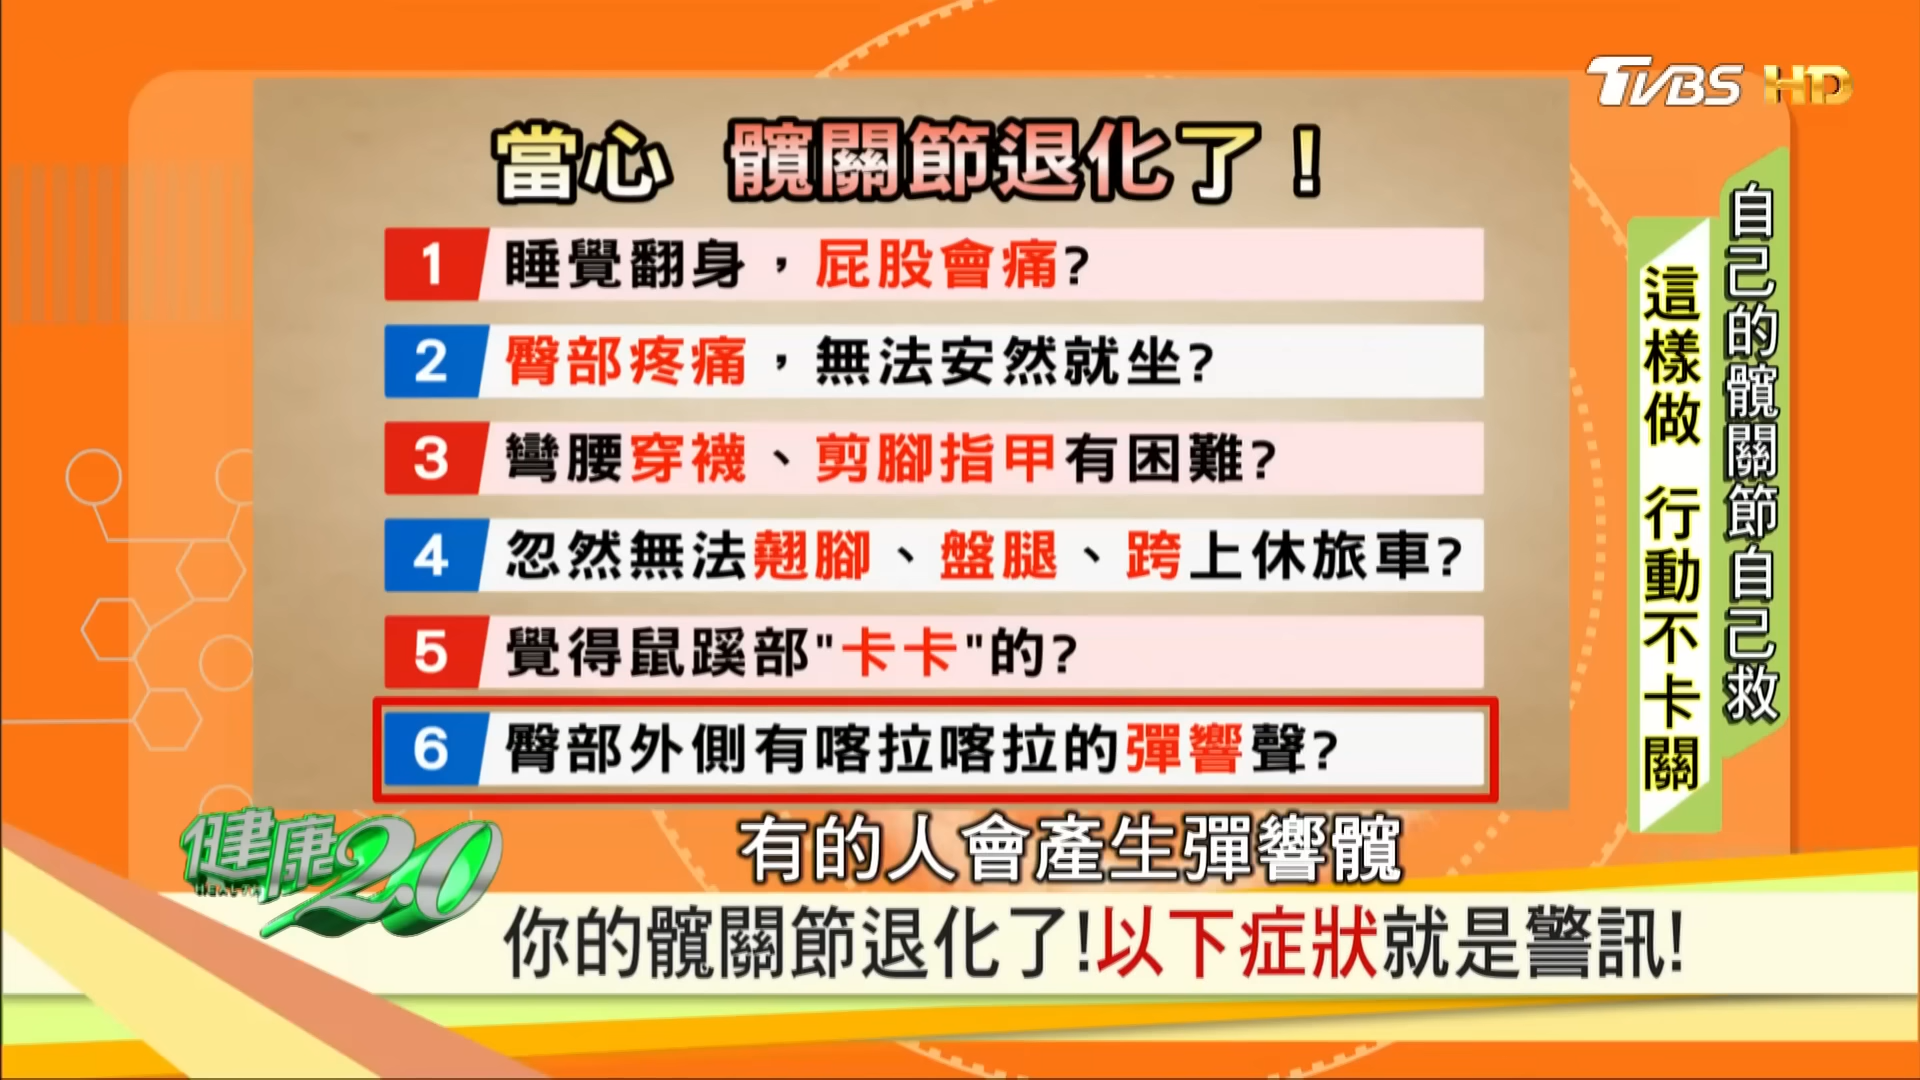 TVBS HD
當心 髖關節退化了！
1 睡覺翻身，屁股會痛?
2 臀部疼痛，無法安然就坐?
3 彎腰穿襪、剪腳指甲有困難?
4 忽然無法翹腳、盤腿、跨上休旅車?
5 覺得鼠蹊部"卡卡"的?
6 臀部外側有喀拉喀拉的彈響聲?
自己的髖關節自己救
這樣做 行動不卡關
健康2.0
HEALTH
有的人會產生彈響髖
你的髖關節退化了!以下症狀就是警訊!